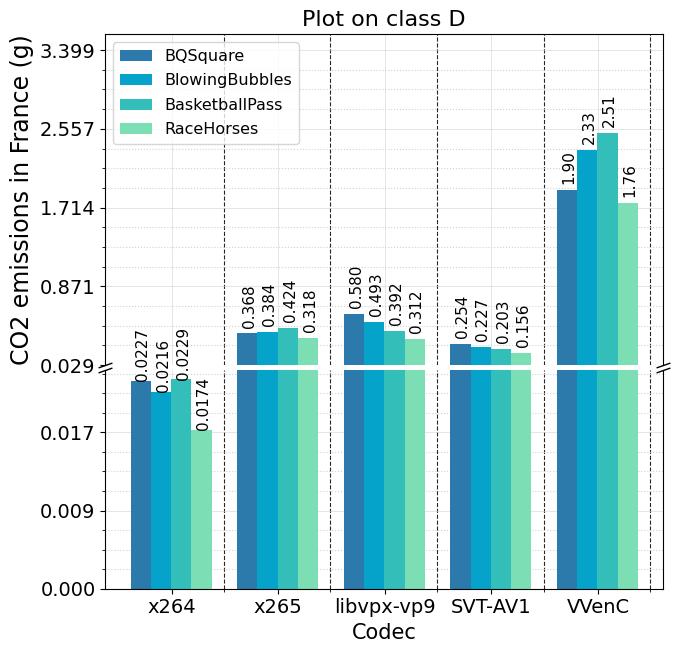 Plot on class D
CO2 emissions in France (g)
3.399
2.557
1.714
0.871
0.029
0.017
0.009
0.000
BQSquare
BlowingBubbles
BasketballPass
RaceHorses
0.0227
0.0216
0.0229
0.0174
0.368
0.384
0.424
0.318
0.580
0.493
0.392
0.312
0.254
0.227
0.203
0.156
1.90
2.33
2.51
1.76
x264
x265
libvpx-vp9
SVT-AV1
VVenC
Codec